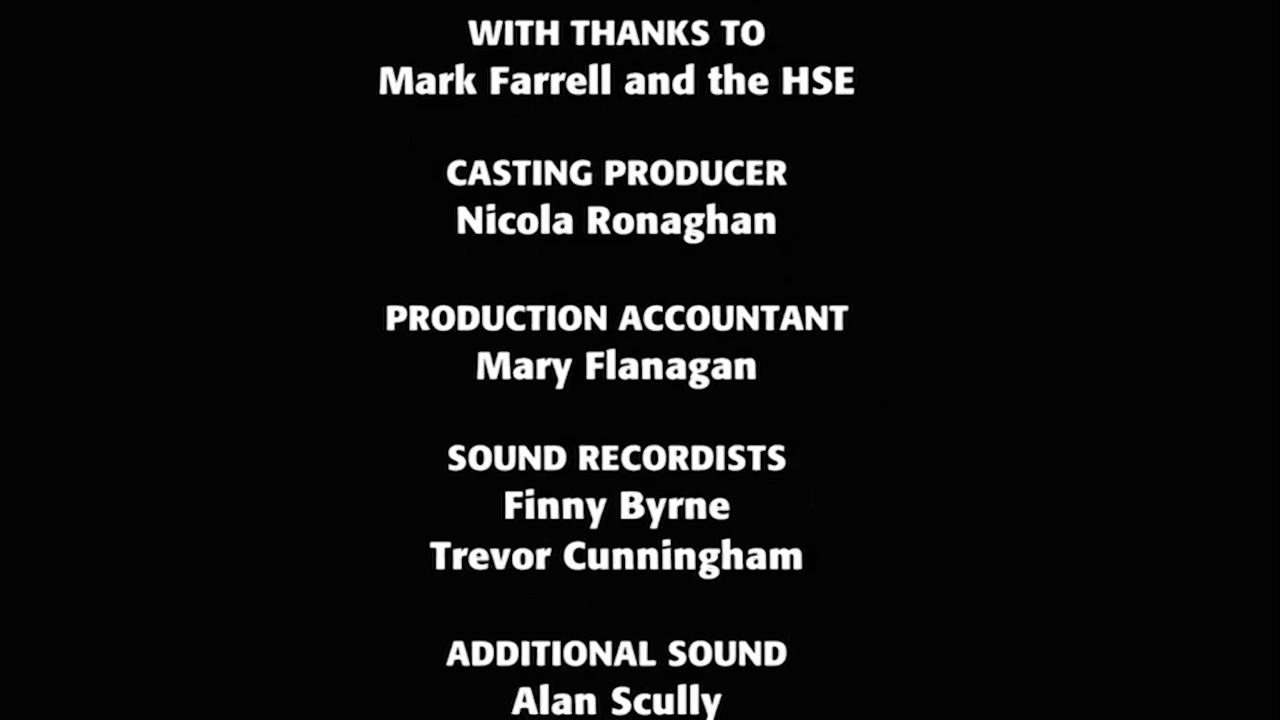 WITH THANKS TO
Mark Farrell and the HSE
CASTING PRODUCER
Nicola Ronaghan
PRODUCTION ACCOUNTANT
Mary Flanagan
SOUND RECORDISTS
Finny Byrne
Trevor Cunningham
ADDITIONAL SOUND
Alan Scully